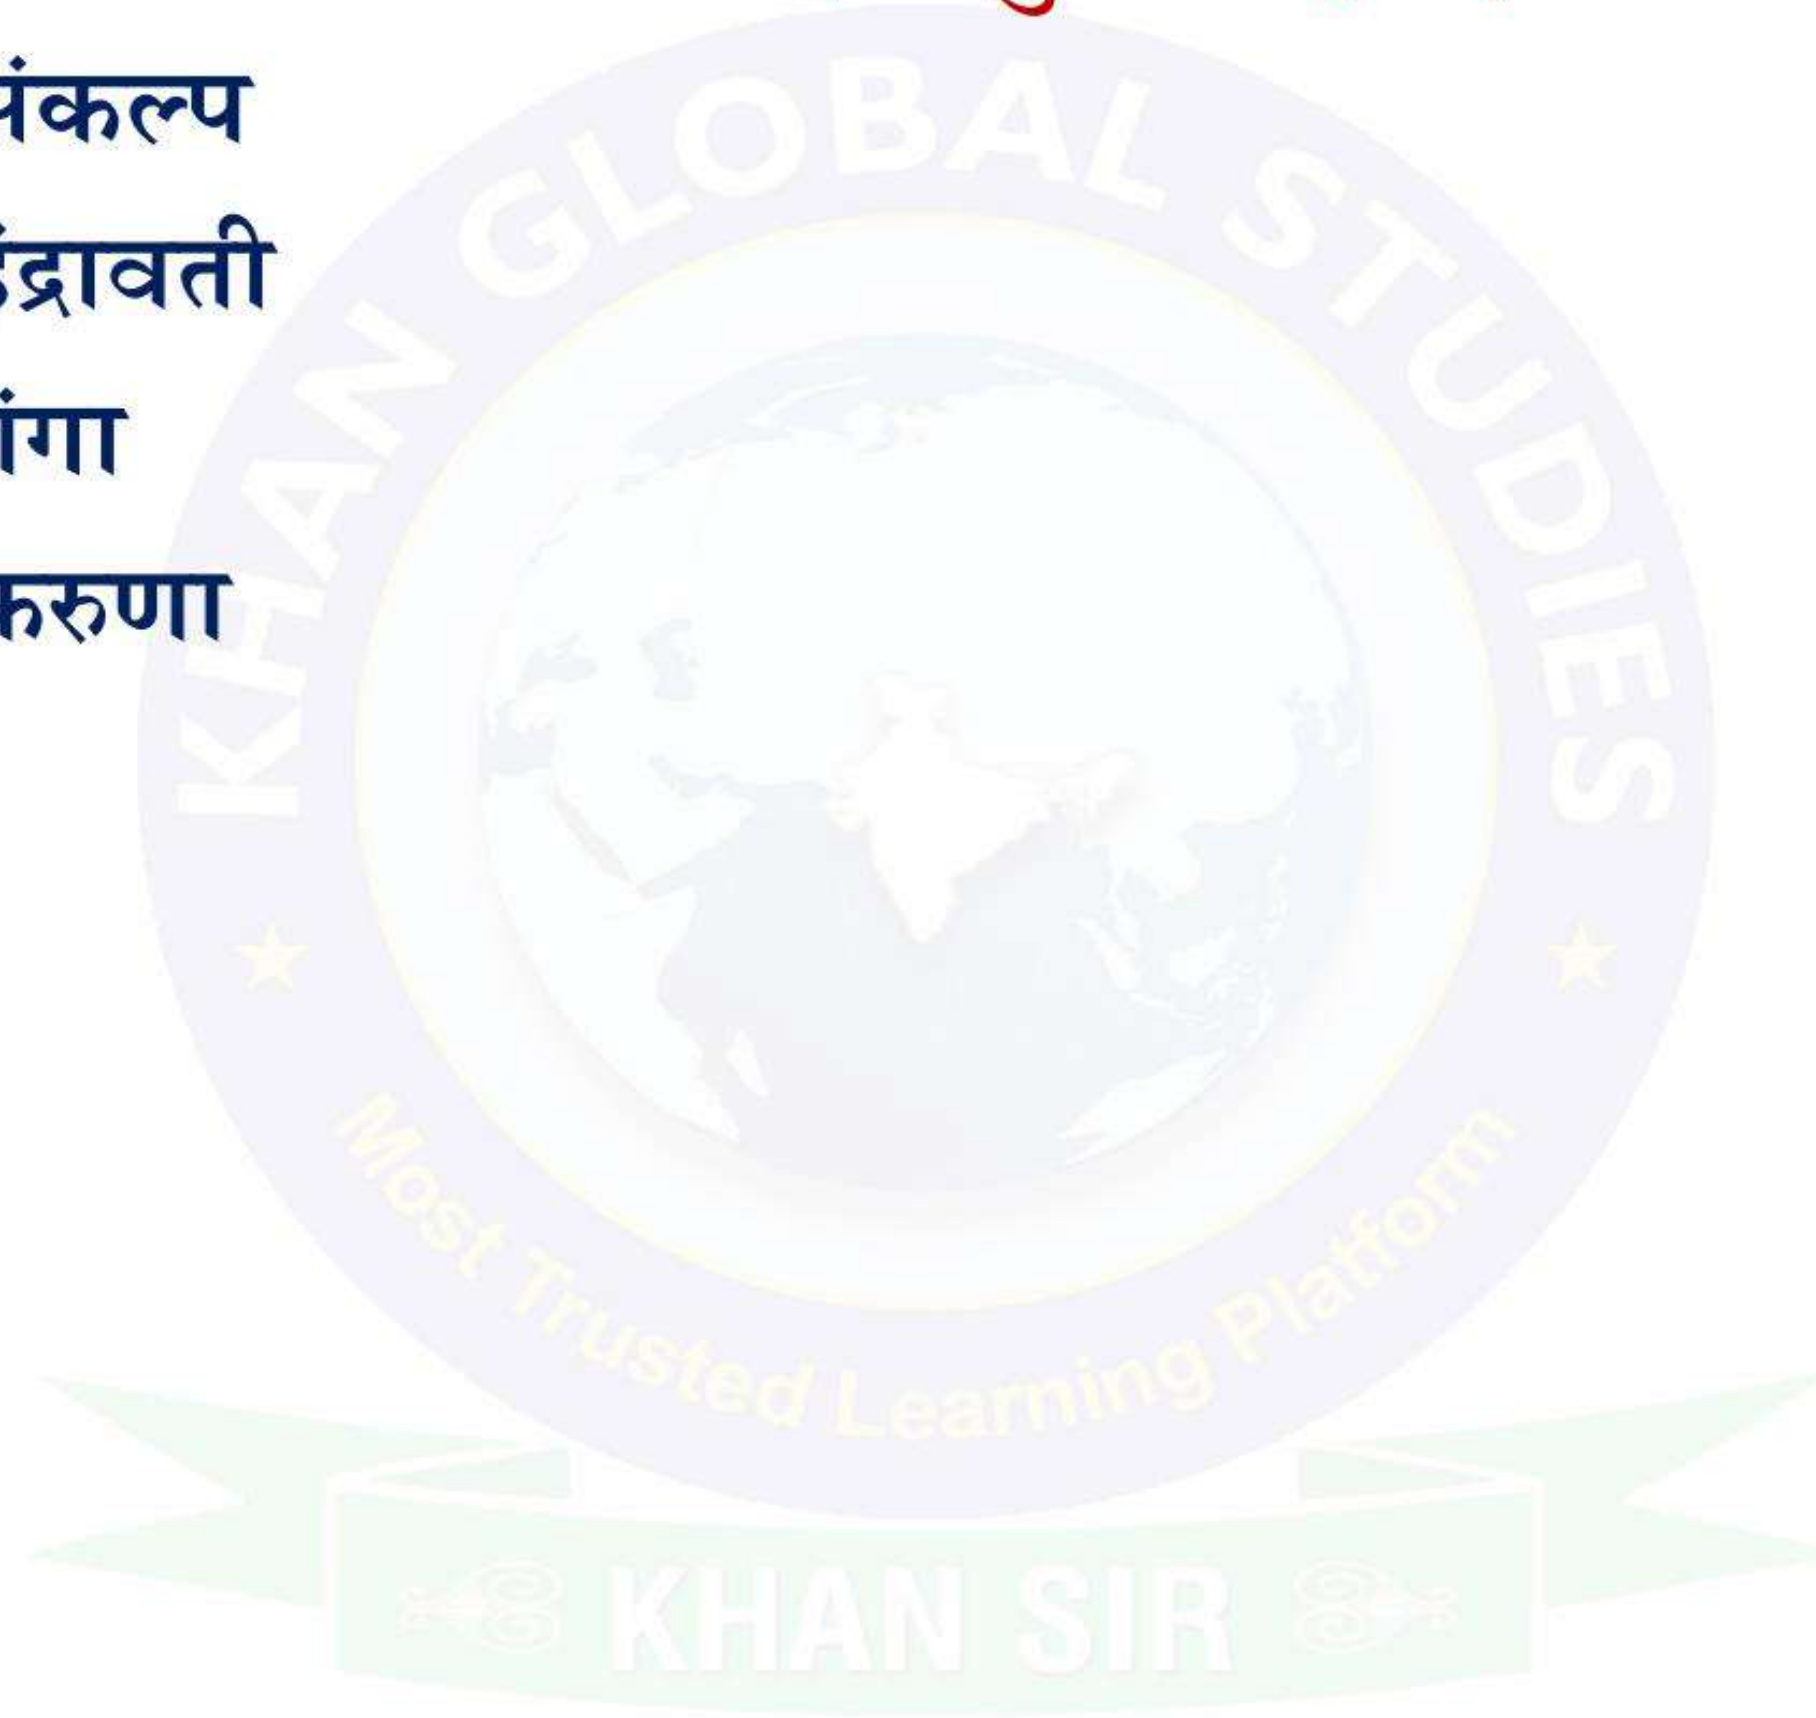 संकल्प
इंद्रावती
गंगा
करुणा
KHAN GLOBAL STUDIES
Most Trusted Learning Platform
KHAN SIR